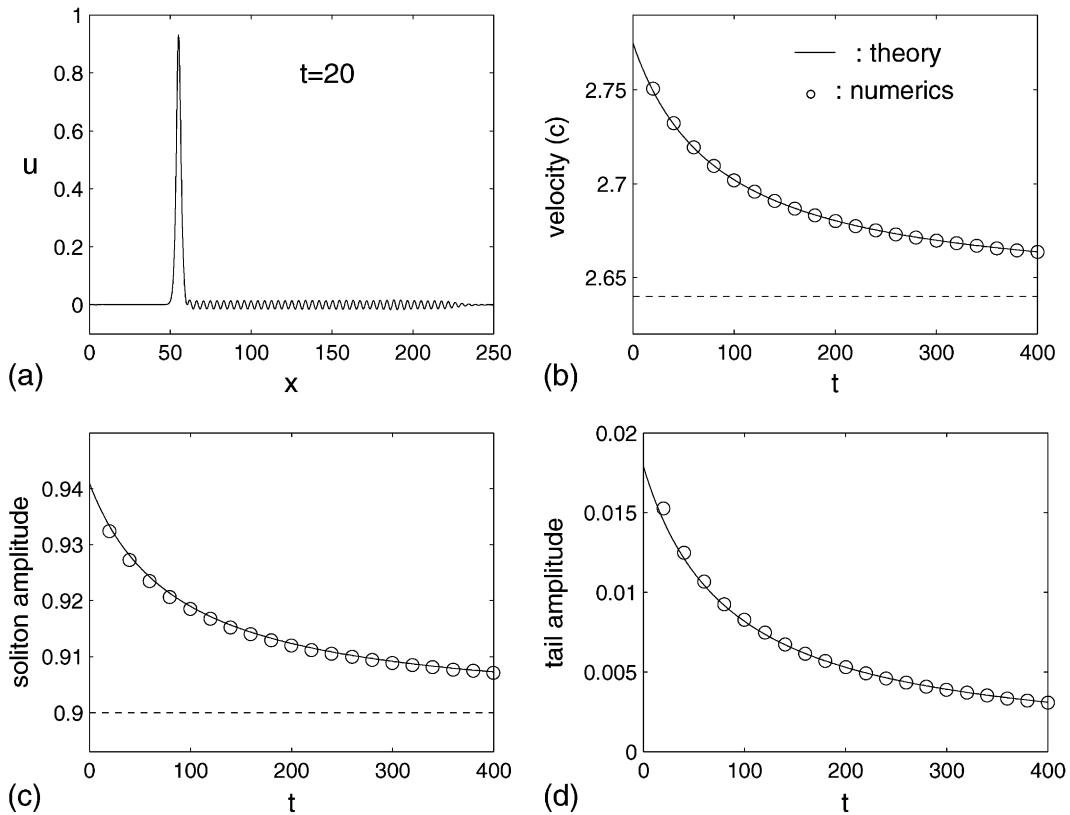 1
0.8
0.6
0.4
0.2
0
u
t=20
0
50
100
150
200
250
x
(a)
2.75
2.7
2.65
velocity (c)
: theory
: numerics
0
100
200
300
400
t
(b)
0.94
0.93
0.92
0.91
0.9
soliton amplitude
0
100
200
300
400
t
(c)
0.02
0.015
0.01
0.005
0
tail amplitude
0
100
200
300
400
t
(d)